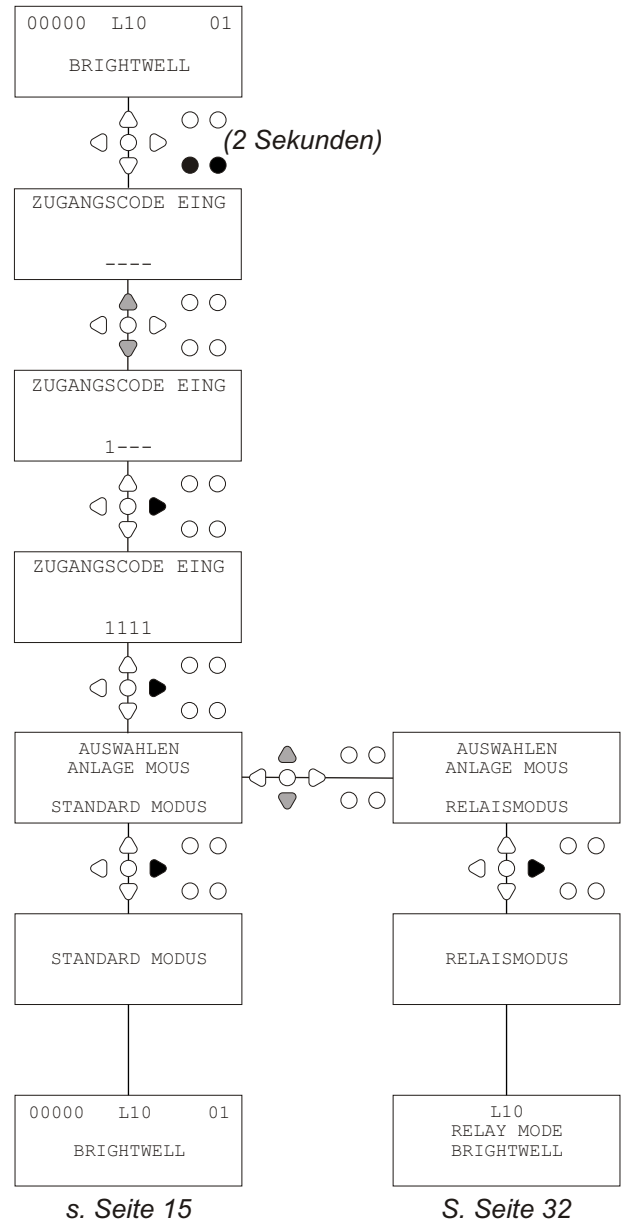 00000 L10 01
BRIGHTWELL
(2 Sekunden)
ZUGANGSCODE EING
----
ZUGANGSCODE EING
1---
ZUGANGSCODE EING
1111
AUSWAHLEN
ANLAGE MOUS
STANDARD MODUS
AUSWAHLEN
ANLAGE MOUS
RELAISMODUS
STANDARD MODUS
RELAISMODUS
00000 L10 01
BRIGHTWELL
L10
RELAY MODE
BRIGHTWELL
s. Seite 15
S. Seite 32